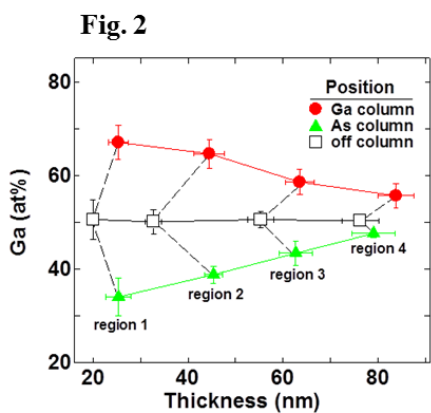 Fig. 2
80
60
40
20
Ga (at%)
Position
Ga column
As column
off column
region 1
region 2
region 3
region 4
20
40
60
80
Thickness (nm)